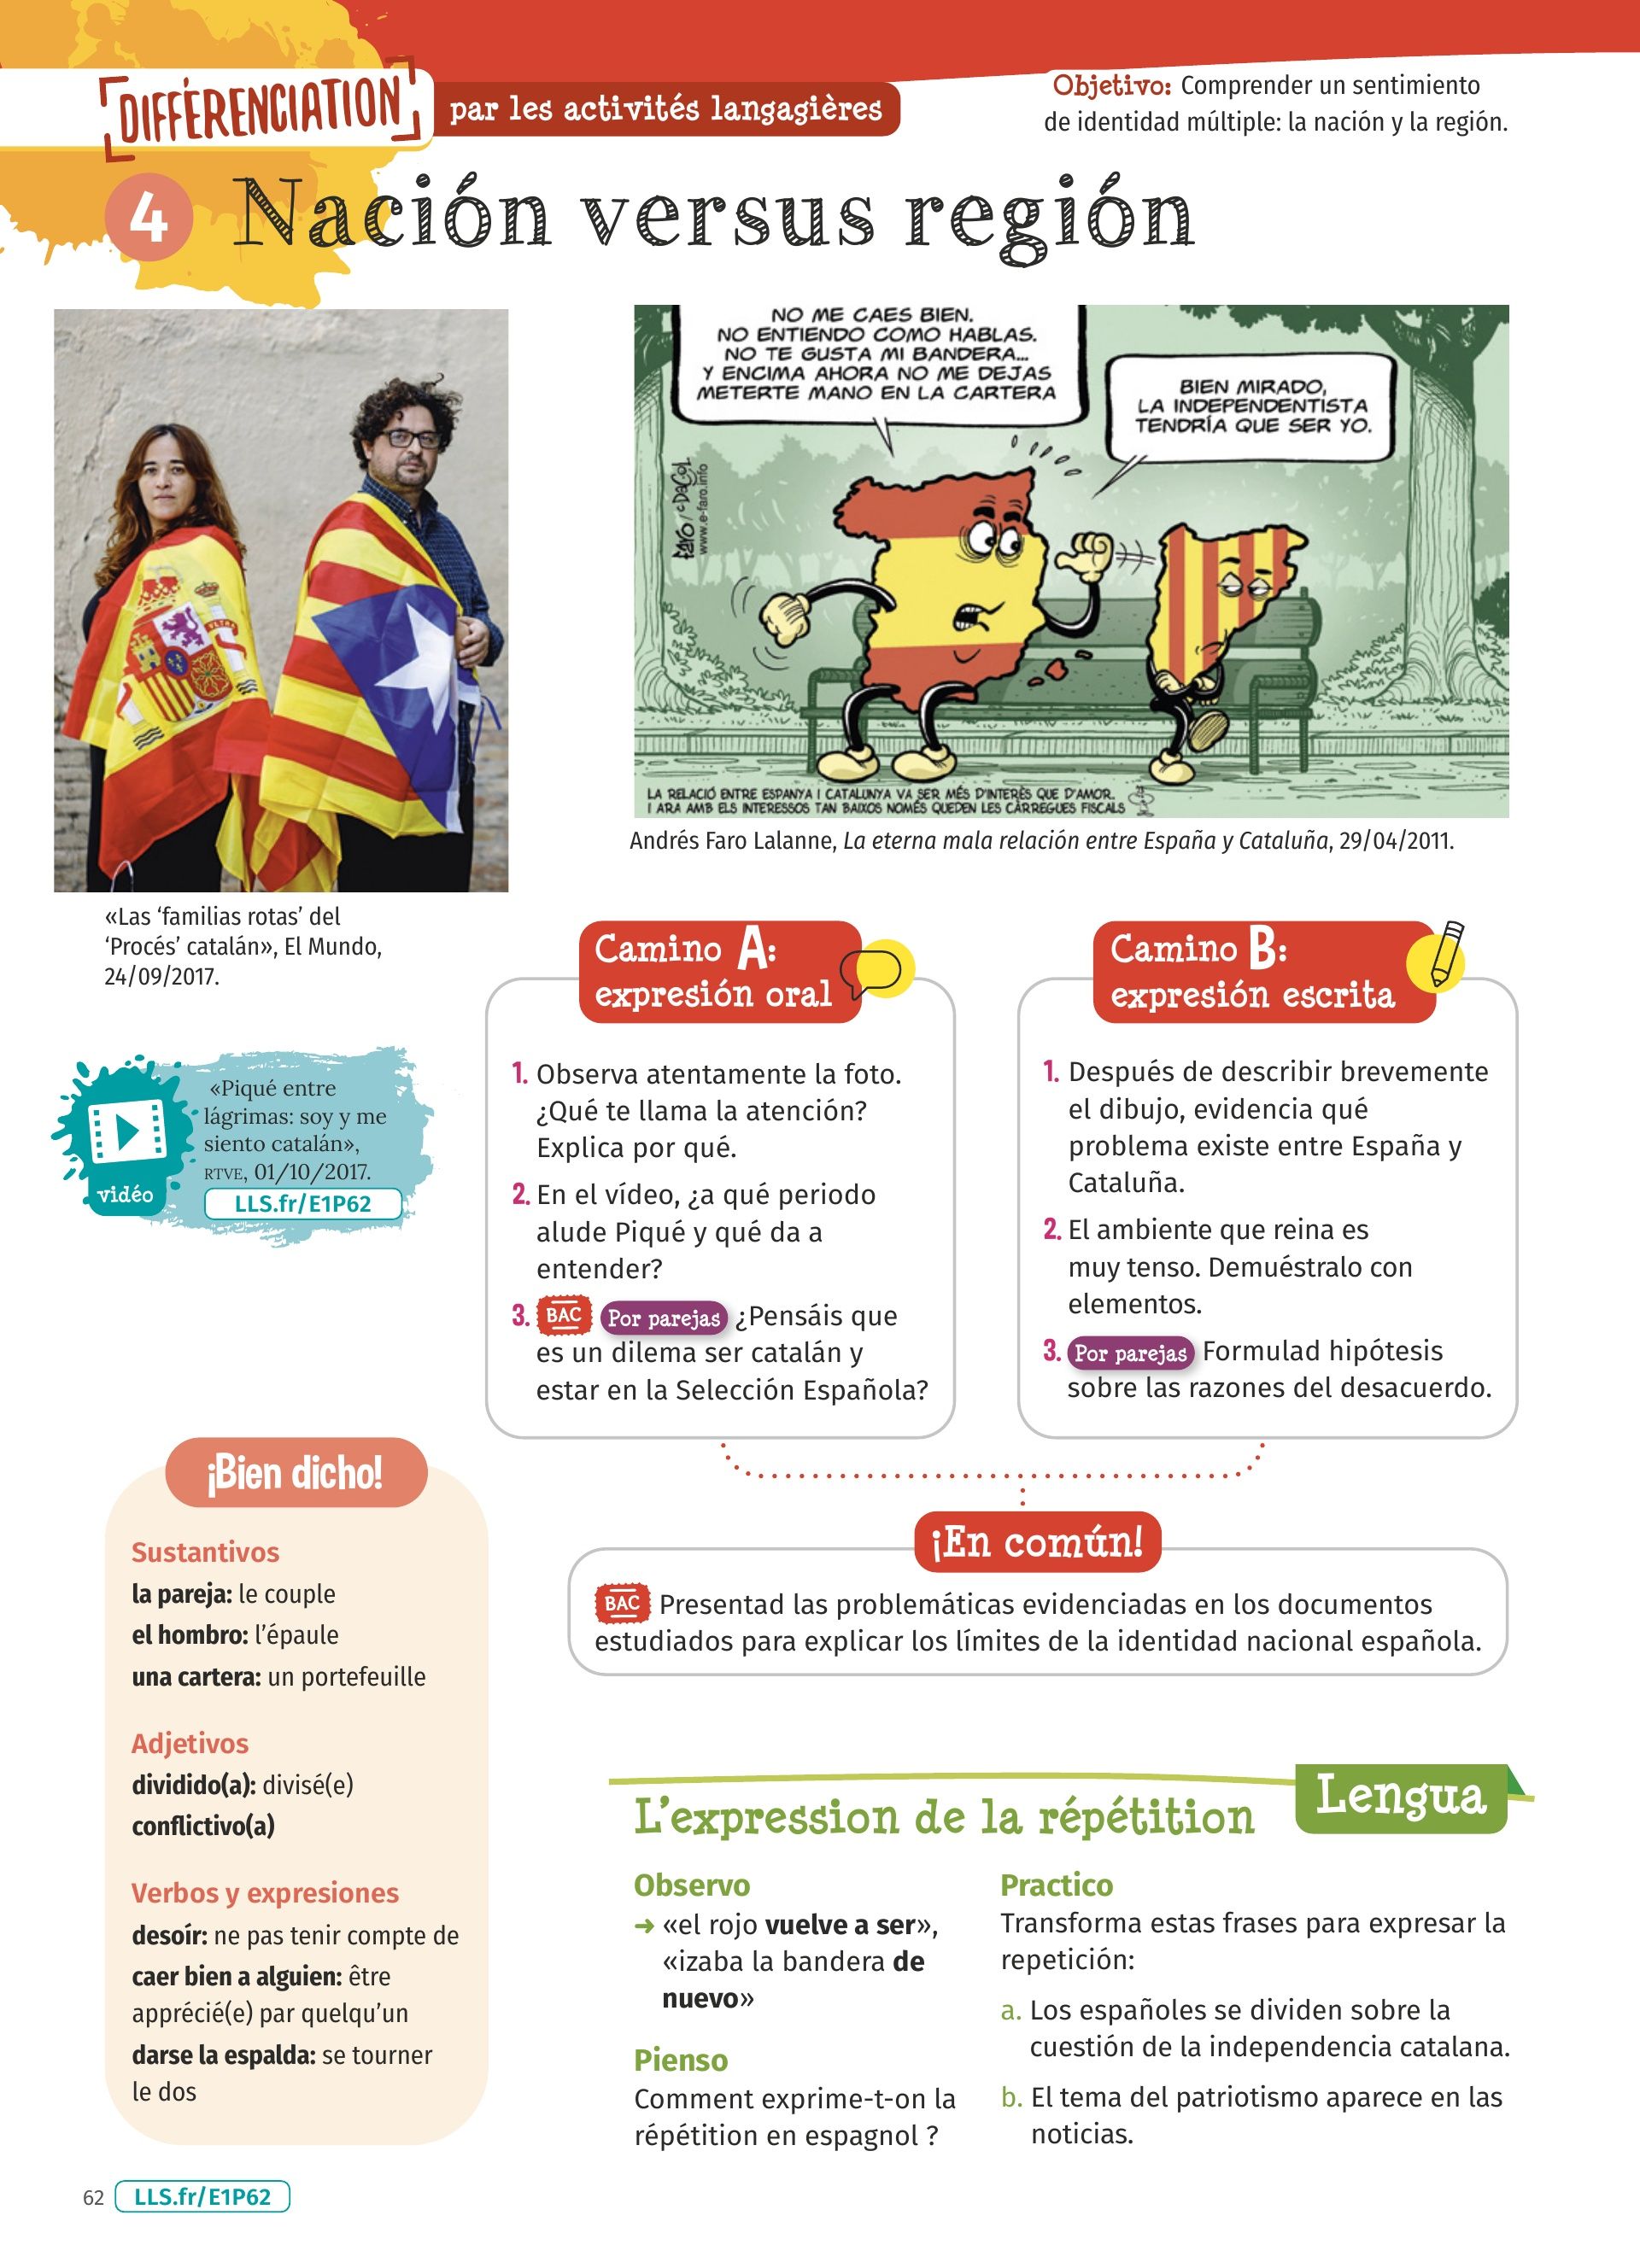 DIFFÉRENCIATION
par les activités langagières
Objetivo: Comprender un sentimiento
de identidad múltiple: la nación y la región.
4 Nación versus región
NO ME CAES BIEN.
NO ENTIENDO COMO HABLAS.
NO TE GUSTA MI BANDERA...
Y ENCIMA AHORA NO ME DEJAS
METERTE MANO EN LA CARTERA
BIEN MIRADO,
LA INDEPENDENTISTA
TENDRÍA QUE SER YO.
FARO/cDaCol
www.e-faro.info
LA RELACIÓ ENTRE ESPANYA I CATALUNYA VA SER MÉS D'INTERÈS QUE D'AMOR.
I ARA AMB ELS INTERESSOS TAN BAIXOS NOMÉS QUEDEN LES CÀRREGUES FISCALS
Andrés Faro Lalanne, La eterna mala relación entre España y Cataluña, 29/04/2011.
«Las ‘familias rotas’ del
‘Procés’ catalán», El Mundo,
24/09/2017.
vidéo
«Piqué entre
lágrimas: soy y me
siento catalán»,
RTVE, 01/10/2017.
LLS.fr/E1P62
Camino A:
expresión oral
1. Observa atentamente la foto.
¿Qué te llama la atención?
Explica por qué.
2. En el vídeo, ¿a qué periodo
alude Piqué y qué da a
entender?
3. BAC Por parejas ¿Pensáis que
es un dilema ser catalán y
estar en la Selección Española?
Camino B:
expresión escrita
1. Después de describir brevemente
el dibujo, evidencia qué
problema existe entre España y
Cataluña.
2. El ambiente que reina es
muy tenso. Demuéstralo con
elementos.
3. Por parejas Formulad hipótesis
sobre las razones del desacuerdo.
¡En común!
BAC Presentad las problemáticas evidenciadas en los documentos
estudiados para explicar los límites de la identidad nacional española.
¡Bien dicho!
Sustantivos
la pareja: le couple
el hombro: l’épaule
una cartera: un portefeuille
Adjetivos
dividido(a): divisé(e)
conflictivo(a)
Verbos y expresiones
desoír: ne pas tenir compte de
caer bien a alguien: être
apprécié(e) par quelqu’un
darse la espalda: se tourner
le dos
Lengua
L’expression de la répétition
Observo
➜ «el rojo vuelve a ser»,
«izaba la bandera de
nuevo»
Pienso
Comment exprime-t-on la
répétition en espagnol ?
Practico
Transforma estas frases para expresar la
repetición:
a. Los españoles se dividen sobre la
cuestión de la independencia catalana.
b. El tema del patriotismo aparece en las
noticias.
62 LLS.fr/E1P62